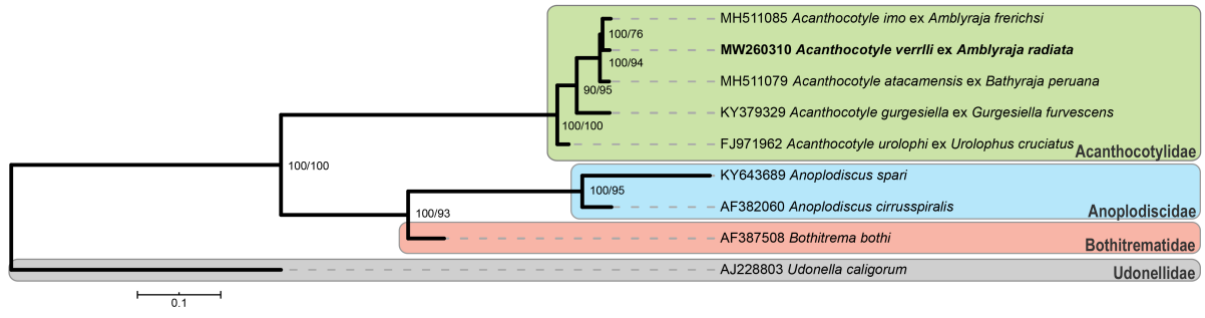 MH511085 Acanthocotyle imo ex Amblyraja frerichsi
100/76
MW260310 Acanthocotyle verrlli ex Amblyraja radiata
100/94
MH511079 Acanthocotyle atacamensis ex Bathyraja peruana
90/95
KY379329 Acanthocotyle gurgesiella ex Gurgesiella furvescens
100/100
FJ971962 Acanthocotyle urolophi ex Urolophus cruciatus
Acanthocotylidae
100/100
KY643689 Anoplodiscus spari
100/95
AF382060 Anoplodiscus cirrusspiralis
Anoplodiscidae
100/93
AF387508 Bothitrema bothi
Bothitrematidae
AJ228803 Udonella caligorum
Udonellidae
0.1